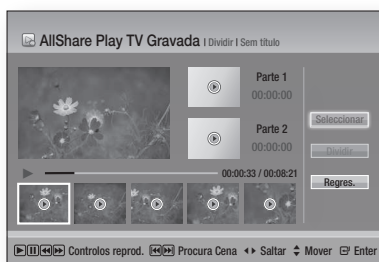 AllShare Play TV Gravada | Dividir | Sem título
Parte 1
00:00:00
Parte 2
00:00:00
Seleccionar
Dividir
Regres.
00:00:33 / 00:08:21
Controlos reprod. Procura Cena Saltar Mover Enter